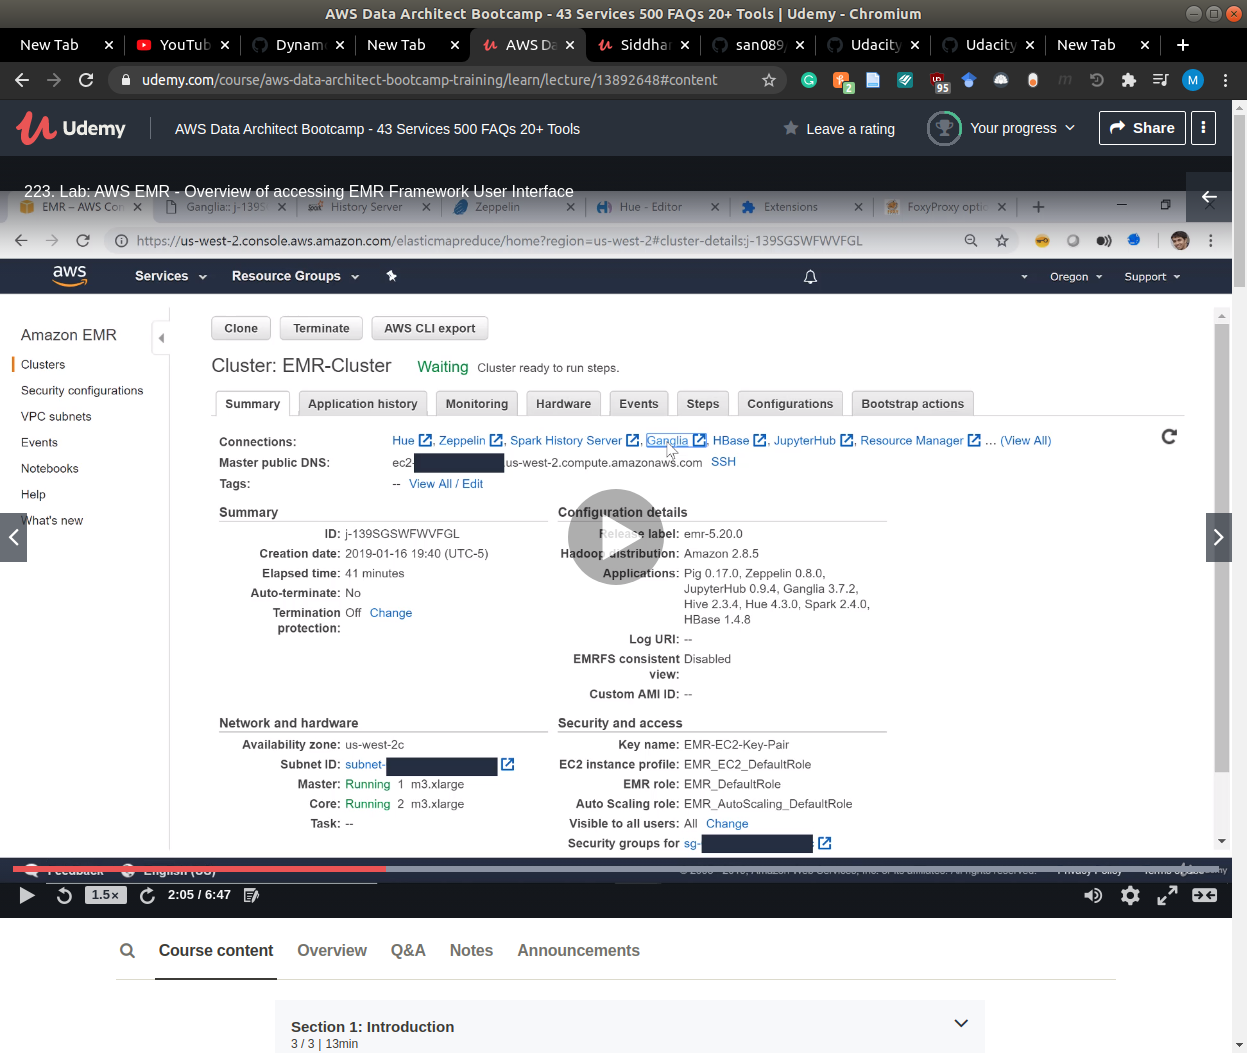 AWS Data Architect Bootcamp - 43 Services 500 FAQs 20+ Tools | Udemy - Chromium
New Tab
YouTub
Dynam
New Tab
AWS Da
Siddhar
san089
Udacity
Udacity
New Tab
udemy.com/course/aws-data-architect-bootcamp-training/learn/lecture/13892648#content
2
95
M
Udemy
AWS Data Architect Bootcamp - 43 Services 500 FAQs 20+ Tools
Leave a rating
Your progress
Share
223. Lab: AWS EMR - Overview of accessing EMR Framework User Interface
EMR – AWS Con
Ganglia:: j-139S
History Server
Zeppelin
Hue - Editor
Extensions
FoxyProxy optio
https://us-west-2.console.aws.amazon.com/elasticmapreduce/home?region=us-west-2#cluster-details:j-139SGSWFWVFGL
aws
Services
Resource Groups
Oregon
Support
Amazon EMR
Clusters
Security configurations
VPC subnets
Events
Notebooks
Help
What's new
Clone
Terminate
AWS CLI export
Cluster: EMR-Cluster
Waiting
Cluster ready to run steps.
Summary
Application history
Monitoring
Hardware
Events
Steps
Configurations
Bootstrap actions
Connections: Hue, Zeppelin, Spark History Server, Ganglia, HBase, JupyterHub, Resource Manager ... (View All)
Master public DNS: ec2- us-west-2.compute.amazonaws.com SSH
Tags: -- View All / Edit
Summary
ID: j-139SGSWFWVFGL
Creation date: 2019-01-16 19:40 (UTC-5)
Elapsed time: 41 minutes
Auto-terminate: No
Termination Off Change
protection:
Configuration details
Release label: emr-5.20.0
Hadoop distribution: Amazon 2.8.5
Applications: Pig 0.17.0, Zeppelin 0.8.0,
JupyterHub 0.9.4, Ganglia 3.7.2,
Hive 2.3.4, Hue 4.3.0, Spark 2.4.0,
HBase 1.4.8
Log URI: --
EMRFS consistent Disabled
view:
Custom AMI ID: --
Network and hardware
Availability zone: us-west-2c
Subnet ID: subnet-
Master: Running 1 m3.xlarge
Core: Running 2 m3.xlarge
Task: --
Security and access
Key name: EMR-EC2-Key-Pair
EC2 instance profile: EMR_EC2_DefaultRole
EMR role: EMR_DefaultRole
Auto Scaling role: EMR_AutoScaling_DefaultRole
Visible to all users: All Change
Security groups for sg-
Feedback
English (US)
Privacy Policy
1.5×
2:05 / 6:47
Course content
Overview
Q&A
Notes
Announcements
Section 1: Introduction
3 / 3 | 13min